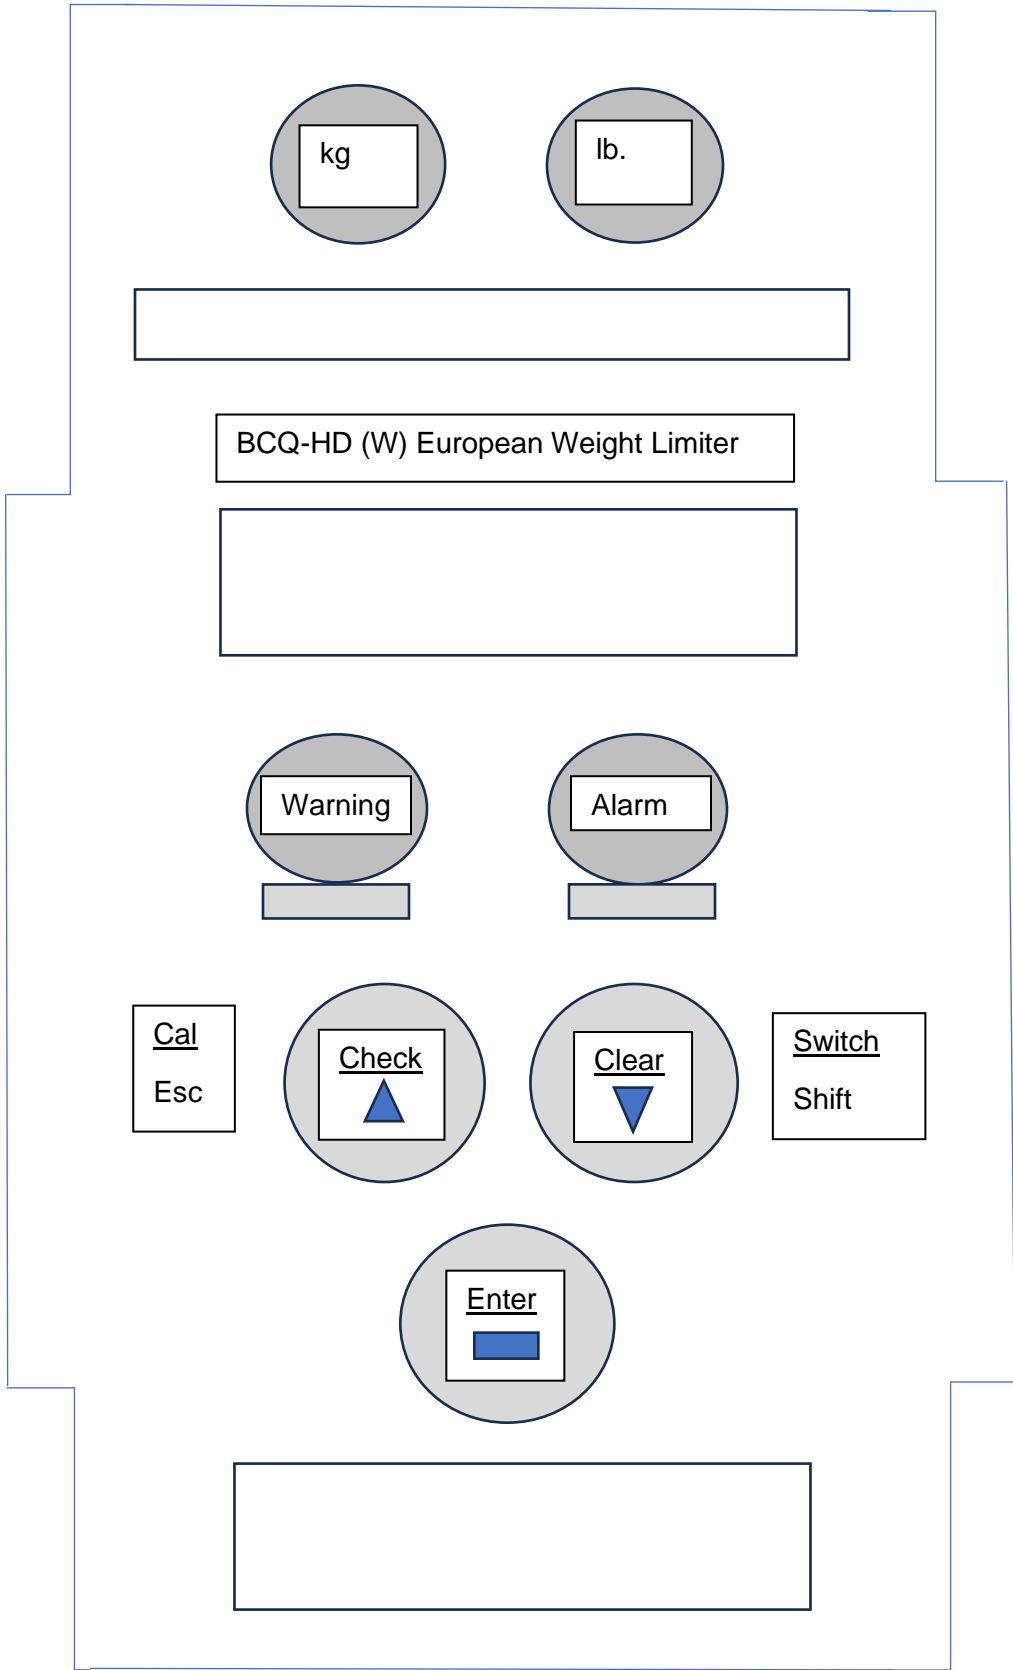 kg
lb.
BCQ-HD (W) European Weight Limiter
Warning
Alarm
Cal
Esc
Check
Clear
Switch
Shift
Enter